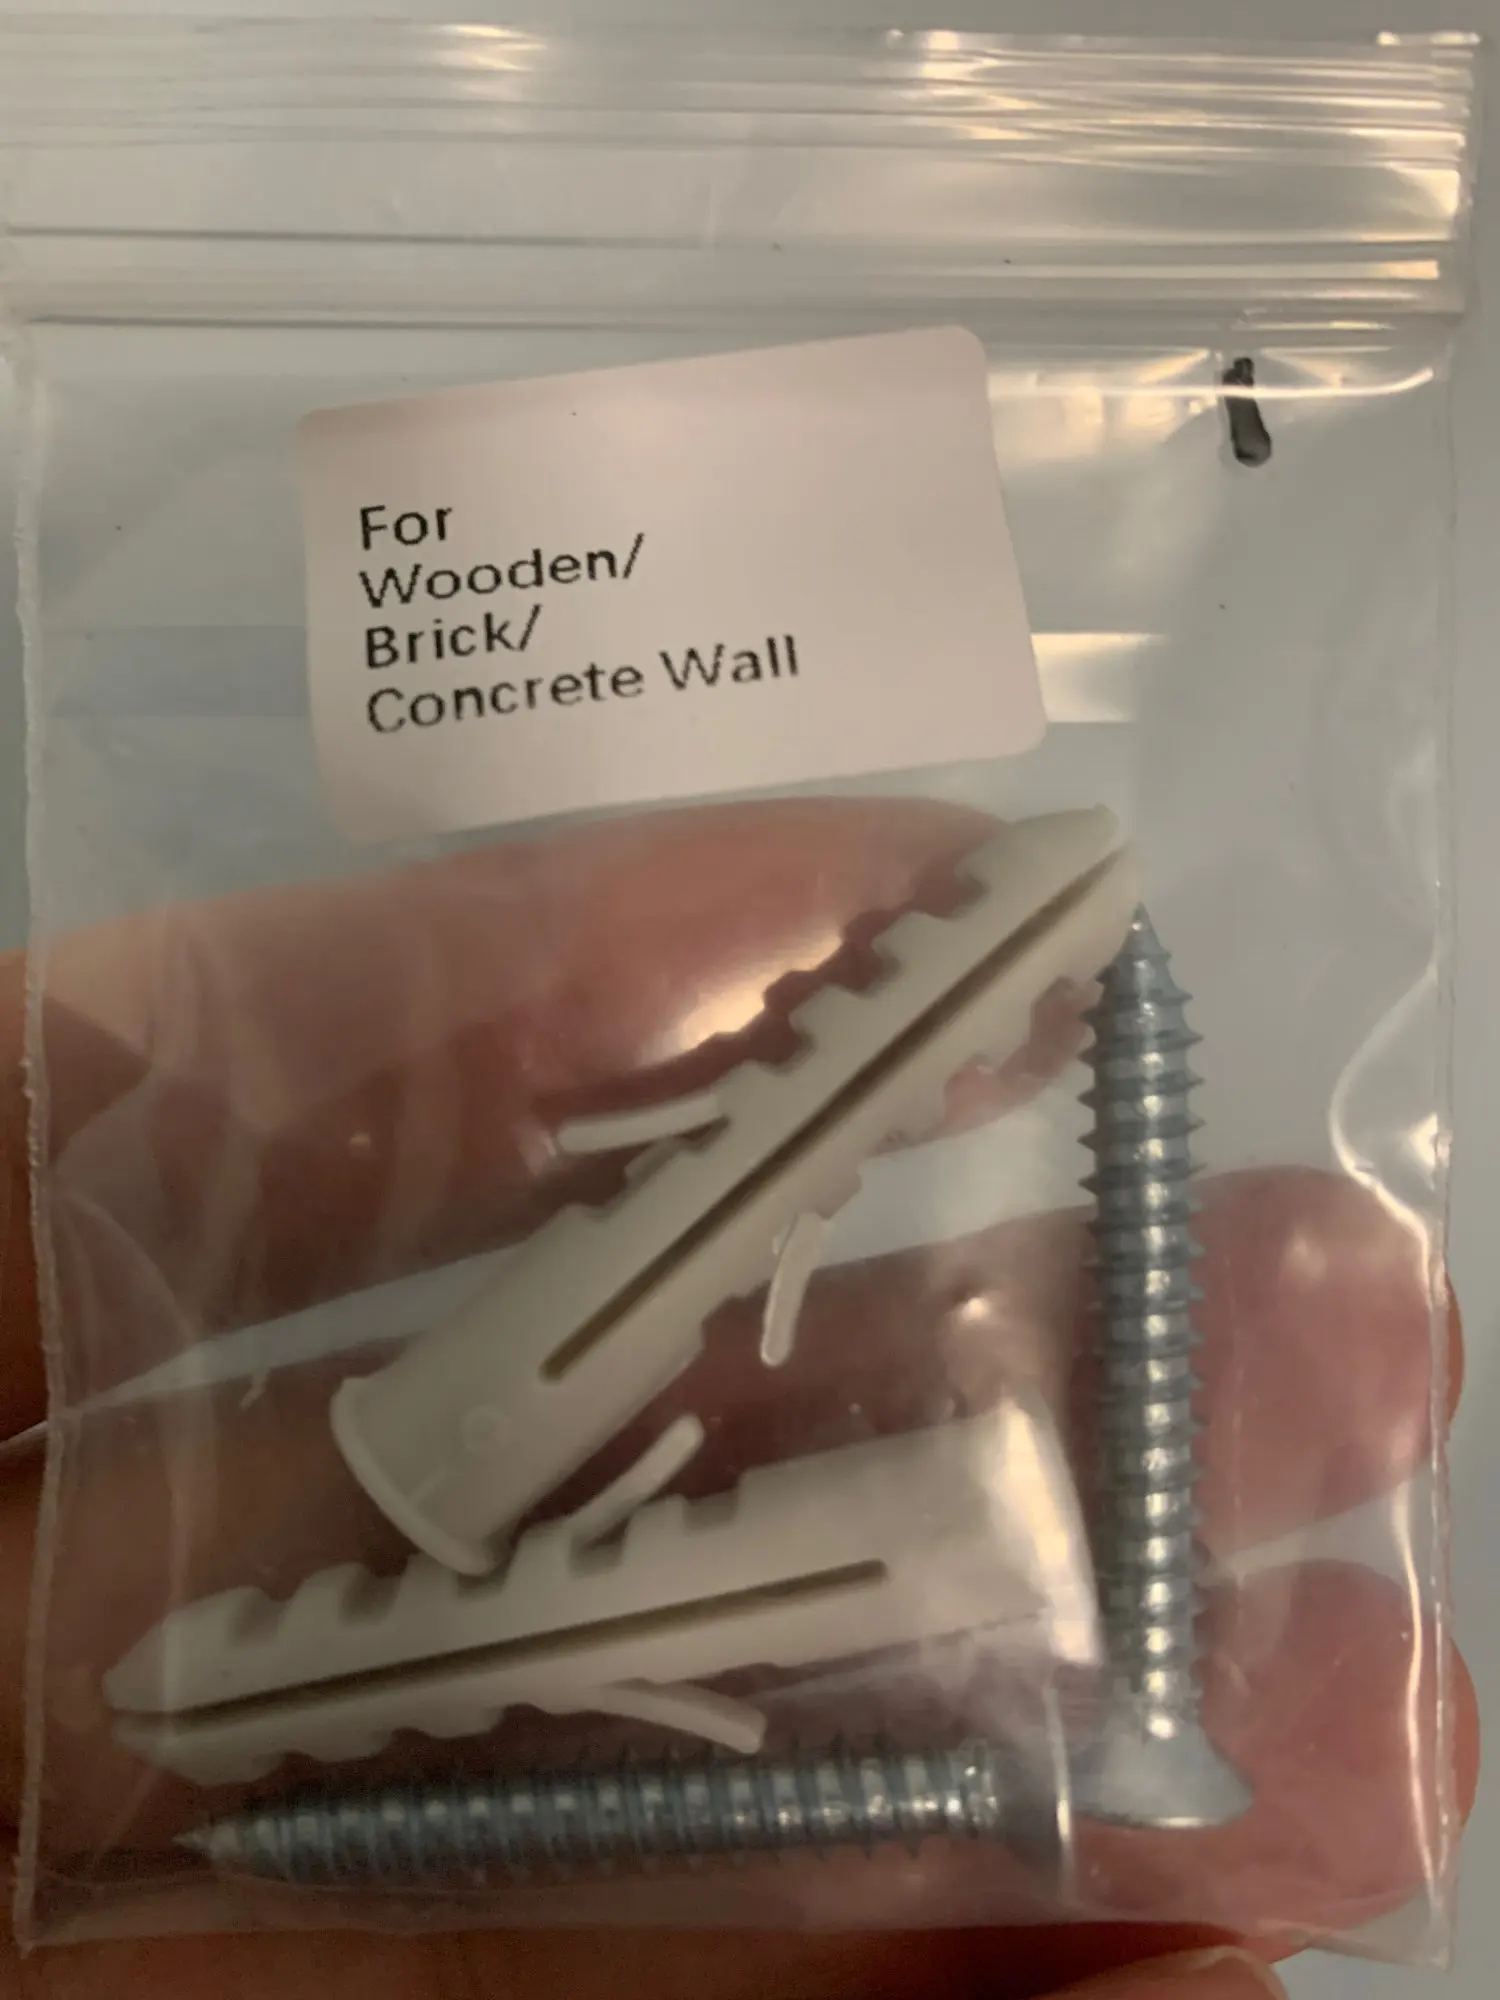 For
Wooden/
Brick/
Concrete Wall